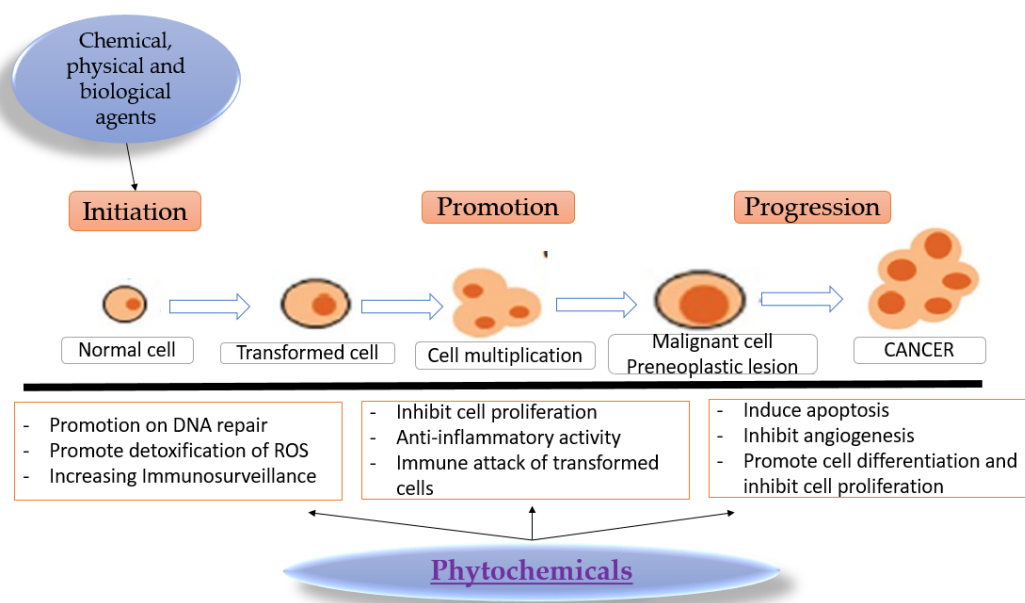 Chemical,
physical and
biological
agents
Initiation
Promotion
Progression
Normal cell
Transformed cell
Cell multiplication
Malignant cell
Preneoplastic lesion
CANCER
- Promotion on DNA repair
- Promote detoxification of ROS
- Increasing Immunosurveillance
- Inhibit cell proliferation
- Anti-inflammatory activity
- Immune attack of transformed
cells
- Induce apoptosis
- Inhibit angiogenesis
- Promote cell differentiation and
inhibit cell proliferation
Phytochemicals